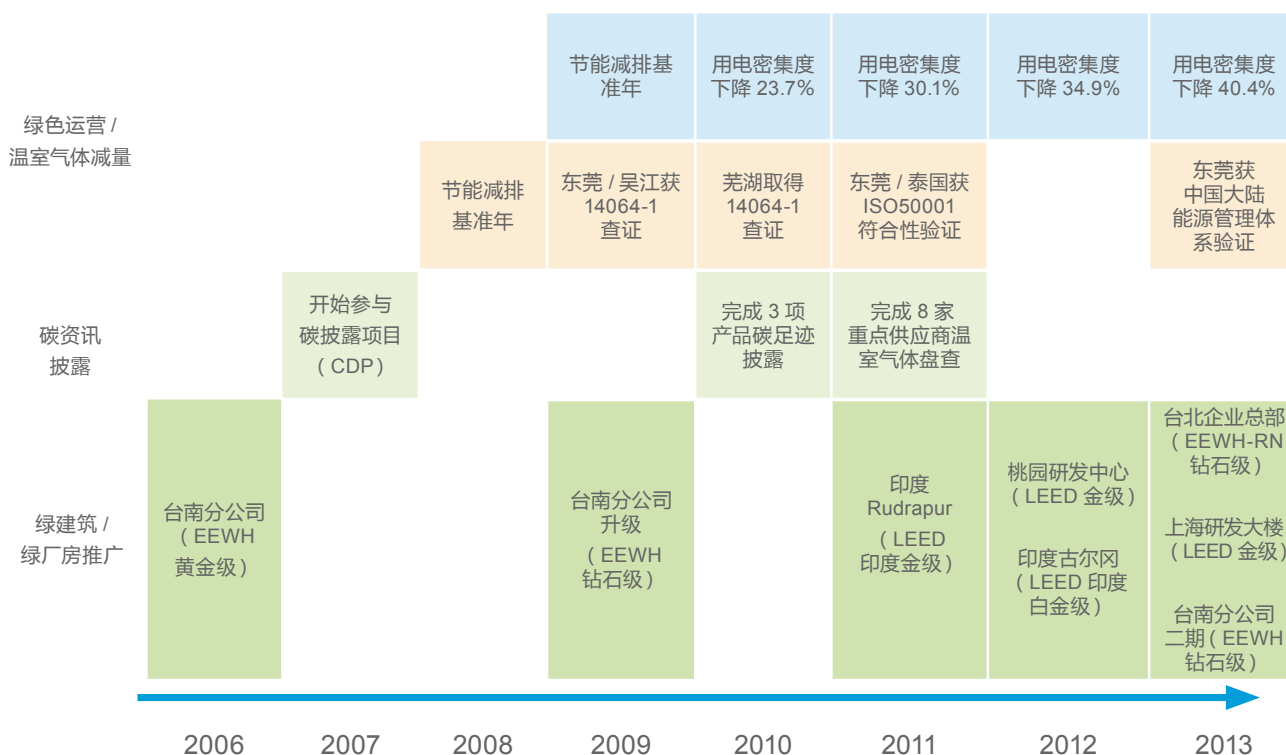 绿色运营 /
温室气体减量
节能减排基
准年
用电密集度
下降 23.7%
用电密集度
下降 30.1%
用电密集度
下降 34.9%
用电密集度
下降 40.4%
节能减排
基准年
东莞 / 吴江获
14064-1
查证
芜湖取得
14064-1
查证
东莞 / 泰国获
ISO50001
符合性验证
东莞获
中国大陆
能源管理体
系验证
碳资讯
披露
开始参与
碳披露项目
( CDP )
完成 3 项
产品碳足迹
披露
完成 8 家
重点供应商温
室气体盘查
绿建筑 /
绿厂房推广
台南分公司
( EEWH
黄金级 )
台南分公司
升级
( EEWH
钻石级 )
印度
Rudrapur
( LEED
印度金级 )
桃园研发中心
( LEED 金级 )
印度古尔冈
( LEED 印度
白金级 )
台北企业总部
( EEWH-RN
钻石级 )
上海研发大楼
( LEED 金级 )
台南分公司
二期 ( EEWH
钻石级 )
2006
2007
2008
2009
2010
2011
2012
2013